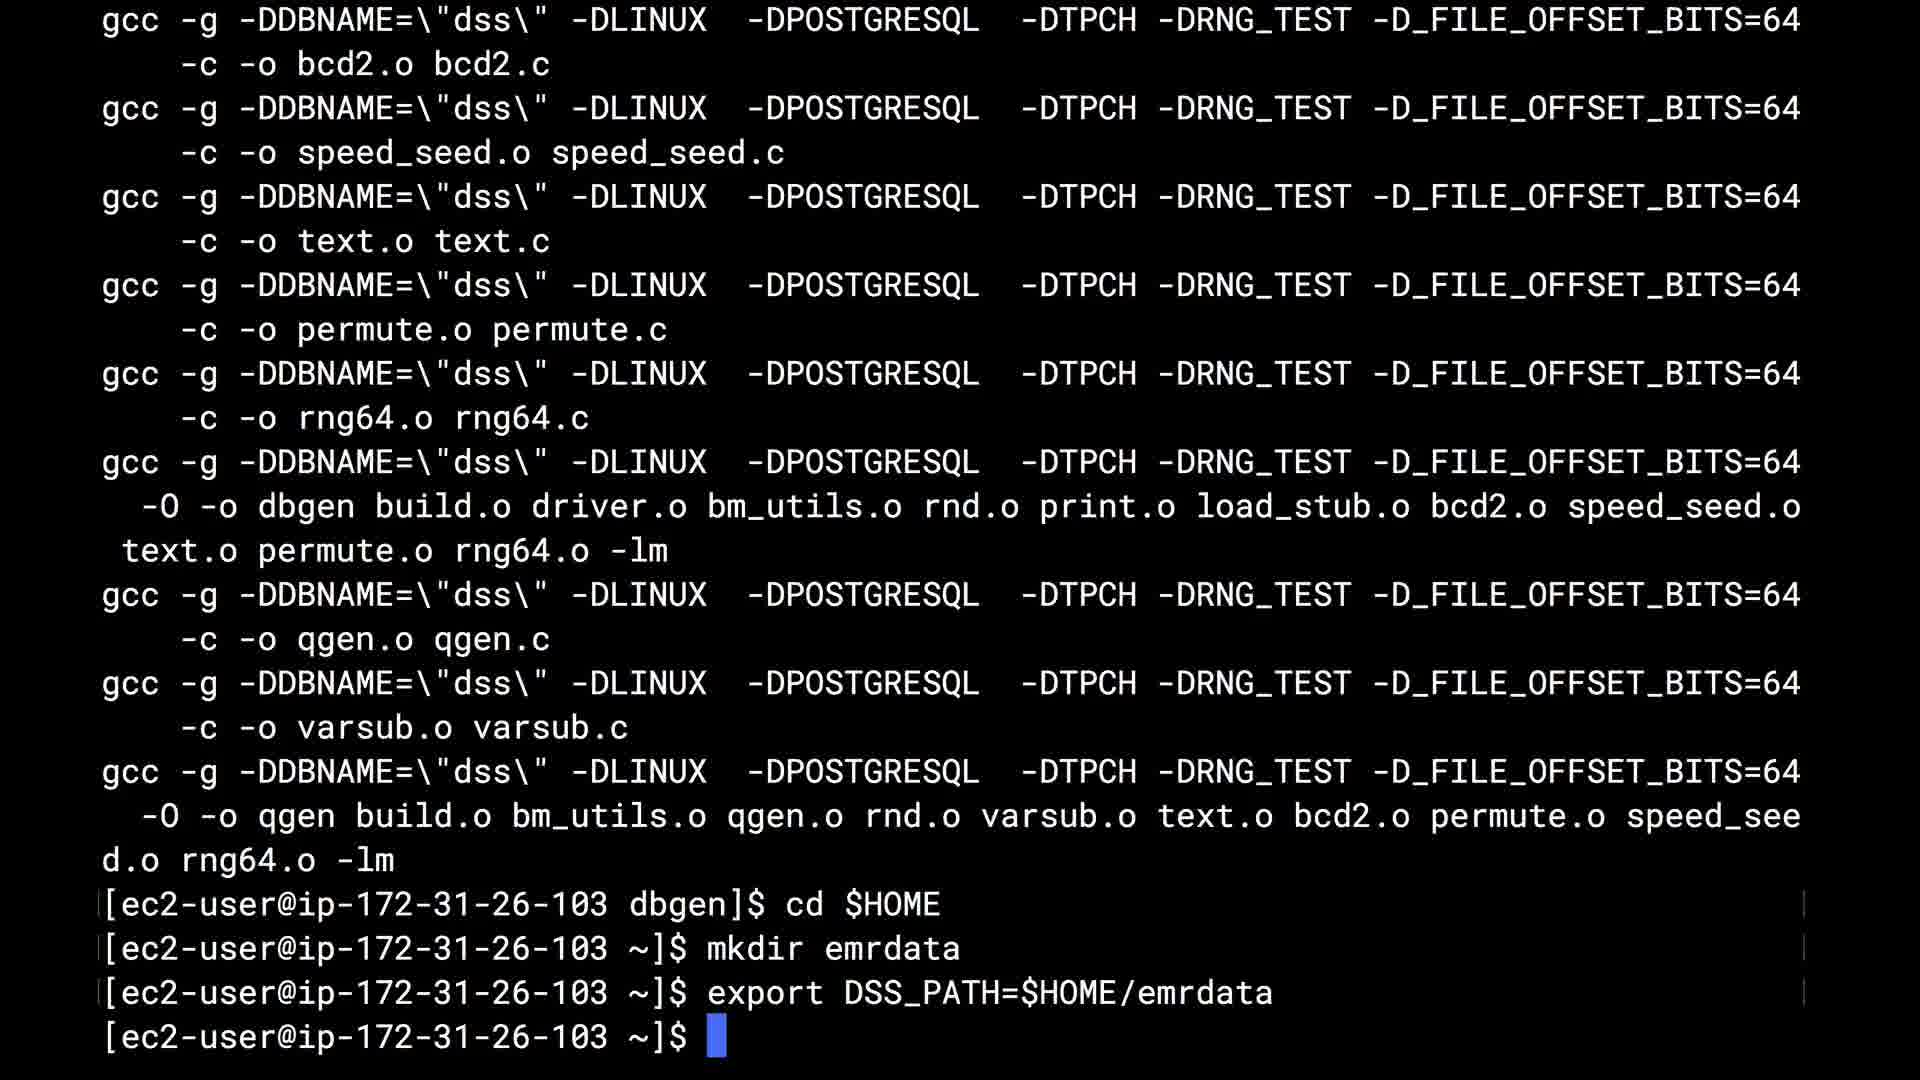 gcc -g -DDBNAME=\"dss\" -DLINUX  -DPOSTGRESQL  -DTPCH -DRNG_TEST -D_FILE_OFFSET_BITS=64
    -c -o bcd2.o bcd2.c
gcc -g -DDBNAME=\"dss\" -DLINUX  -DPOSTGRESQL  -DTPCH -DRNG_TEST -D_FILE_OFFSET_BITS=64
    -c -o speed_seed.o speed_seed.c
gcc -g -DDBNAME=\"dss\" -DLINUX  -DPOSTGRESQL  -DTPCH -DRNG_TEST -D_FILE_OFFSET_BITS=64
    -c -o text.o text.c
gcc -g -DDBNAME=\"dss\" -DLINUX  -DPOSTGRESQL  -DTPCH -DRNG_TEST -D_FILE_OFFSET_BITS=64
    -c -o permute.o permute.c
gcc -g -DDBNAME=\"dss\" -DLINUX  -DPOSTGRESQL  -DTPCH -DRNG_TEST -D_FILE_OFFSET_BITS=64
    -c -o rng64.o rng64.c
gcc -g -DDBNAME=\"dss\" -DLINUX  -DPOSTGRESQL  -DTPCH -DRNG_TEST -D_FILE_OFFSET_BITS=64
  -O -o dbgen build.o driver.o bm_utils.o rnd.o print.o load_stub.o bcd2.o speed_seed.o
 text.o permute.o rng64.o -lm
gcc -g -DDBNAME=\"dss\" -DLINUX  -DPOSTGRESQL  -DTPCH -DRNG_TEST -D_FILE_OFFSET_BITS=64
    -c -o qgen.o qgen.c
gcc -g -DDBNAME=\"dss\" -DLINUX  -DPOSTGRESQL  -DTPCH -DRNG_TEST -D_FILE_OFFSET_BITS=64
    -c -o varsub.o varsub.c
gcc -g -DDBNAME=\"dss\" -DLINUX  -DPOSTGRESQL  -DTPCH -DRNG_TEST -D_FILE_OFFSET_BITS=64
  -O -o qgen build.o bm_utils.o qgen.o rnd.o varsub.o text.o bcd2.o permute.o speed_see
d.o rng64.o -lm
[ec2-user@ip-172-31-26-103 dbgen]$ cd $HOME
[ec2-user@ip-172-31-26-103 ~]$ mkdir emrdata
[ec2-user@ip-172-31-26-103 ~]$ export DSS_PATH=$HOME/emrdata
[ec2-user@ip-172-31-26-103 ~]$